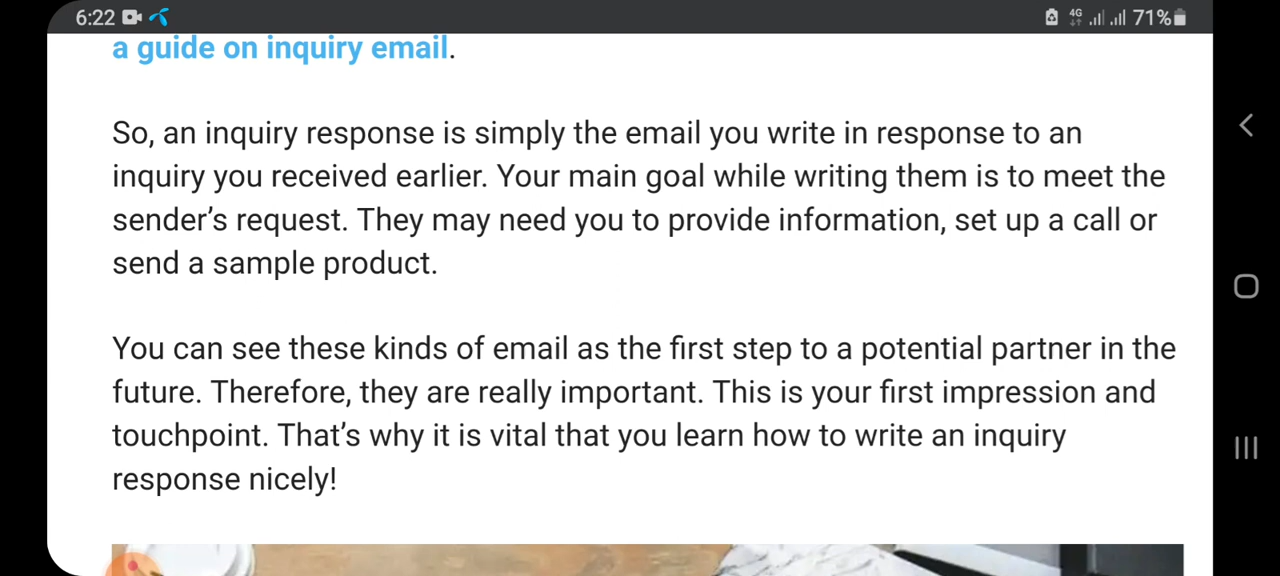 6:22
4G
71%
a guide on inquiry email.
So, an inquiry response is simply the email you write in response to an
inquiry you received earlier. Your main goal while writing them is to meet the
sender’s request. They may need you to provide information, set up a call or
send a sample product.
You can see these kinds of email as the first step to a potential partner in the
future. Therefore, they are really important. This is your first impression and
touchpoint. That’s why it is vital that you learn how to write an inquiry
response nicely!